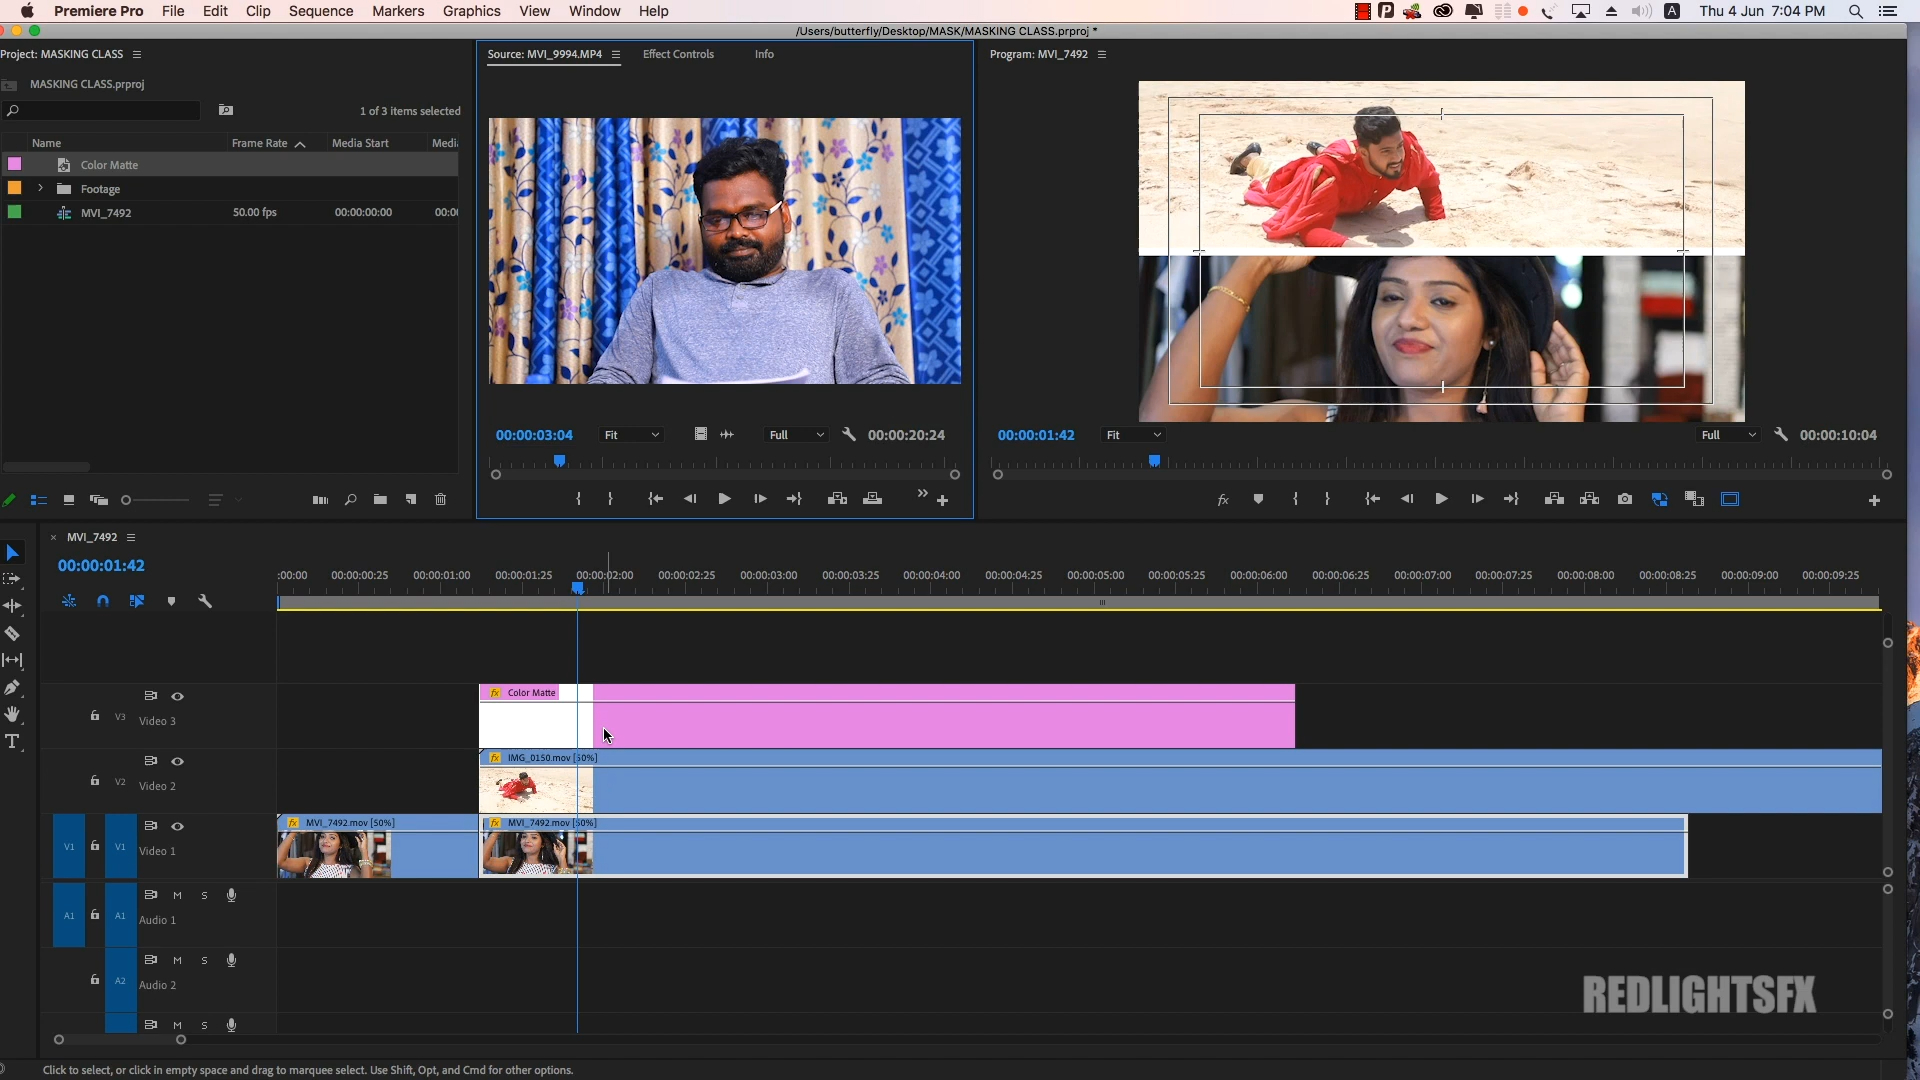 Premiere Pro File Edit Clip Sequence Markers Graphics View Window Help A Thu 4 Jun 7:04 PM
/Users/butterfly/Desktop/MASK/MASKING CLASS.prproj *
Project: MASKING CLASS
Source: MVI_9994.MP4 Effect Controls Info
Program: MVI_7492
MASKING CLASS.prproj
1 of 3 items selected
Name Frame Rate Media Start Medi
Color Matte
Footage
MVI_7492 50.00 fps 00:00:00:00 00:0
00:00:03:04 Fit Full 00:00:20:24
00:00:01:42 Fit Full 00:00:10:04
fx
MVI_7492
00:00:01:42
:00:00 00:00:00:25 00:00:01:00 00:00:01:25 00:00:02:00 00:00:02:25 00:00:03:00 00:00:03:25 00:00:04:00 00:00:04:25 00:00:05:00 00:00:05:25 00:00:06:00 00:00:06:25 00:00:07:00 00:00:07:25 00:00:08:00 00:00:08:25 00:00:09:00 00:00:09:25
fx Color Matte
V3 Video 3
fx IMG_0150.mov [50%]
V2 Video 2
fx MVI_7492.mov [50%] fx MVI_7492.mov [50%]
V1 V1 Video 1
M S
A1 A1 Audio 1
M S
A2 Audio 2
M S
REDLIGHTSFX
Click to select, or click in empty space and drag to marquee select. Use Shift, Opt, and Cmd for other options.